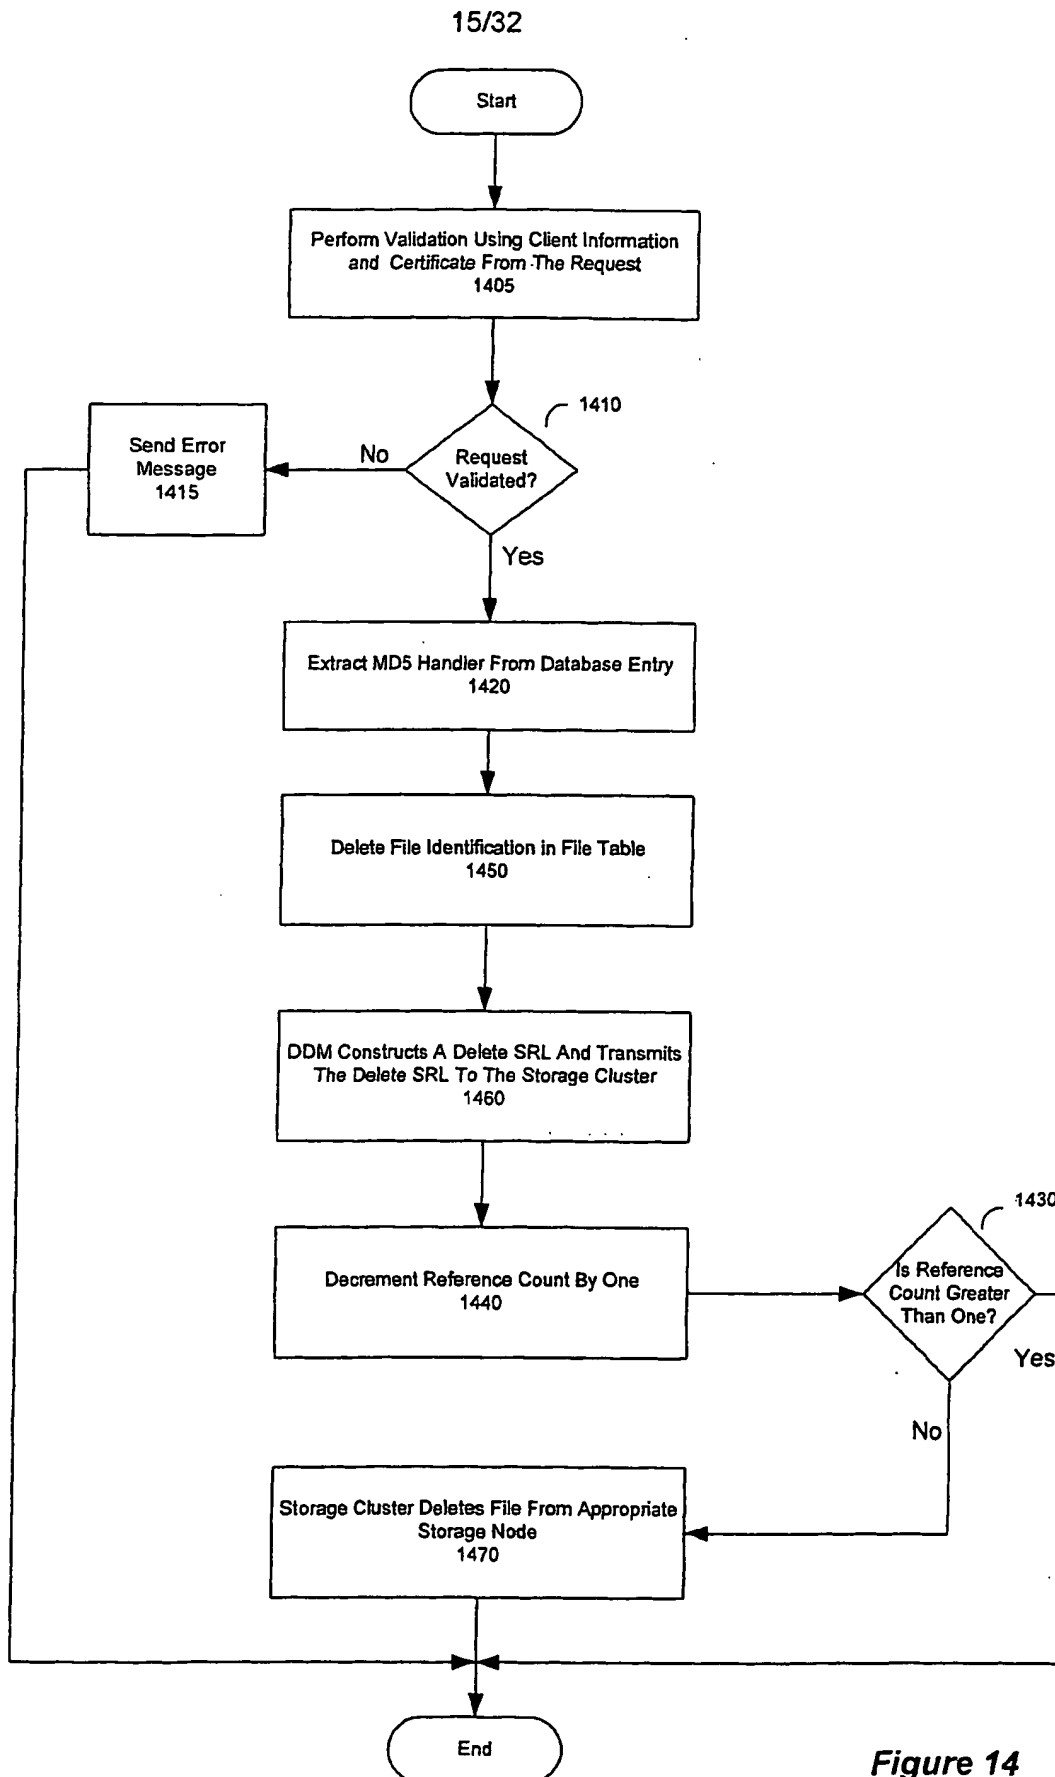 15/32
Start
Perform Validation Using Client Information
and Certificate From The Request
1405
1410
Request
Validated?
No
Send Error
Message
1415
Yes
Extract MD5 Handler From Database Entry
1420
Delete File Identification in File Table
1450
DDM Constructs A Delete SRL And Transmits
The Delete SRL To The Storage Cluster
1460
Decrement Reference Count By One
1440
1430
Is Reference
Count Greater
Than One?
Yes
No
Storage Cluster Deletes File From Appropriate
Storage Node
1470
End
Figure 14